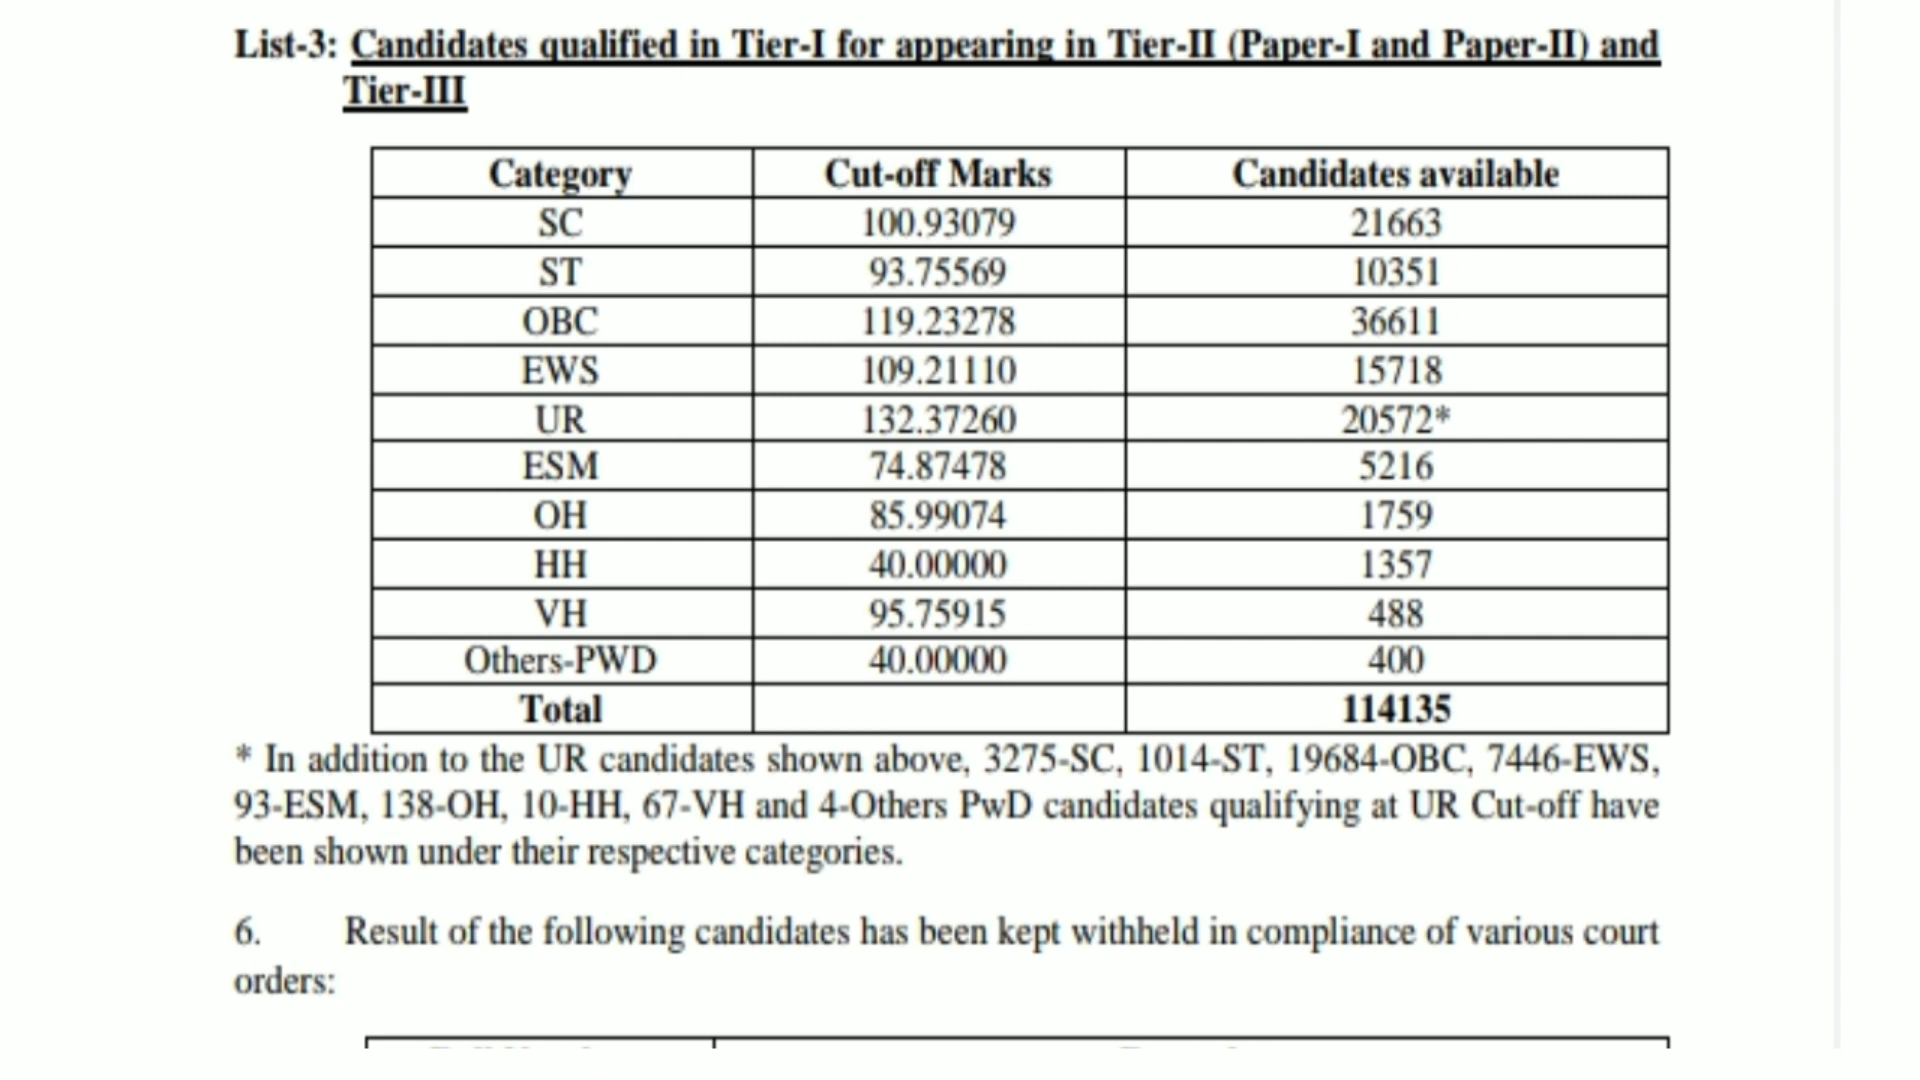 List-3: Candidates qualified in Tier-I for appearing in Tier-II (Paper-I and Paper-II) and
Tier-III
Category Cut-off Marks Candidates available
SC 100.93079 21663
ST 93.75569 10351
OBC 119.23278 36611
EWS 109.21110 15718
UR 132.37260 20572*
ESM 74.87478 5216
OH 85.99074 1759
HH 40.00000 1357
VH 95.75915 488
Others-PWD 40.00000 400
Total 114135
* In addition to the UR candidates shown above, 3275-SC, 1014-ST, 19684-OBC, 7446-EWS,
93-ESM, 138-OH, 10-HH, 67-VH and 4-Others PwD candidates qualifying at UR Cut-off have
been shown under their respective categories.
6. Result of the following candidates has been kept withheld in compliance of various court
orders: